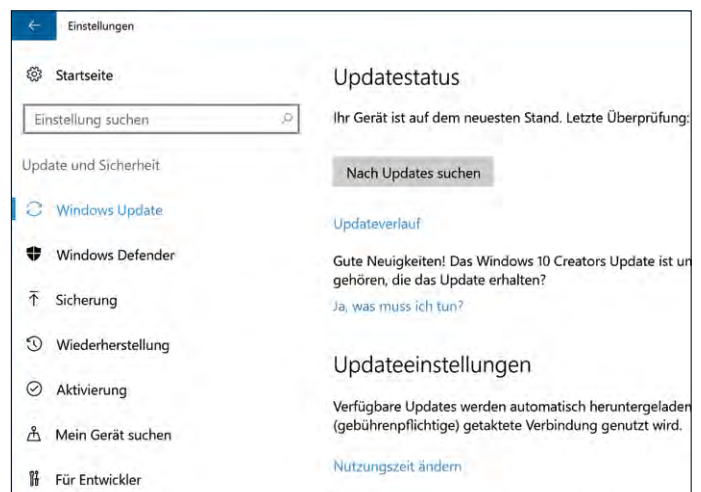 Einstellungen
Startseite
Einstellung suchen
Update und Sicherheit
Windows Update
Windows Defender
Sicherung
Wiederherstellung
Aktivierung
Mein Gerät suchen
Für Entwickler
Updatestatus
Ihr Gerät ist auf dem neuesten Stand. Letzte Überprüfung:
Nach Updates suchen
Updateverlauf
Gute Neuigkeiten! Das Windows 10 Creators Update ist un
gehören, die das Update erhalten?
Ja, was muss ich tun?
Updateeinstellungen
Verfügbare Updates werden automatisch heruntergeladen
(gebührenpflichtige) getaktete Verbindung genutzt wird.
Nutzungszeit ändern